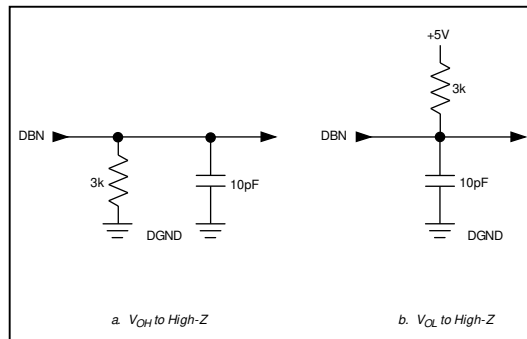 +5V
3k
DBN
DBN
3k
10pF
10pF
DGND
DGND
a. VOH to High-Z
b. VOL to High-Z